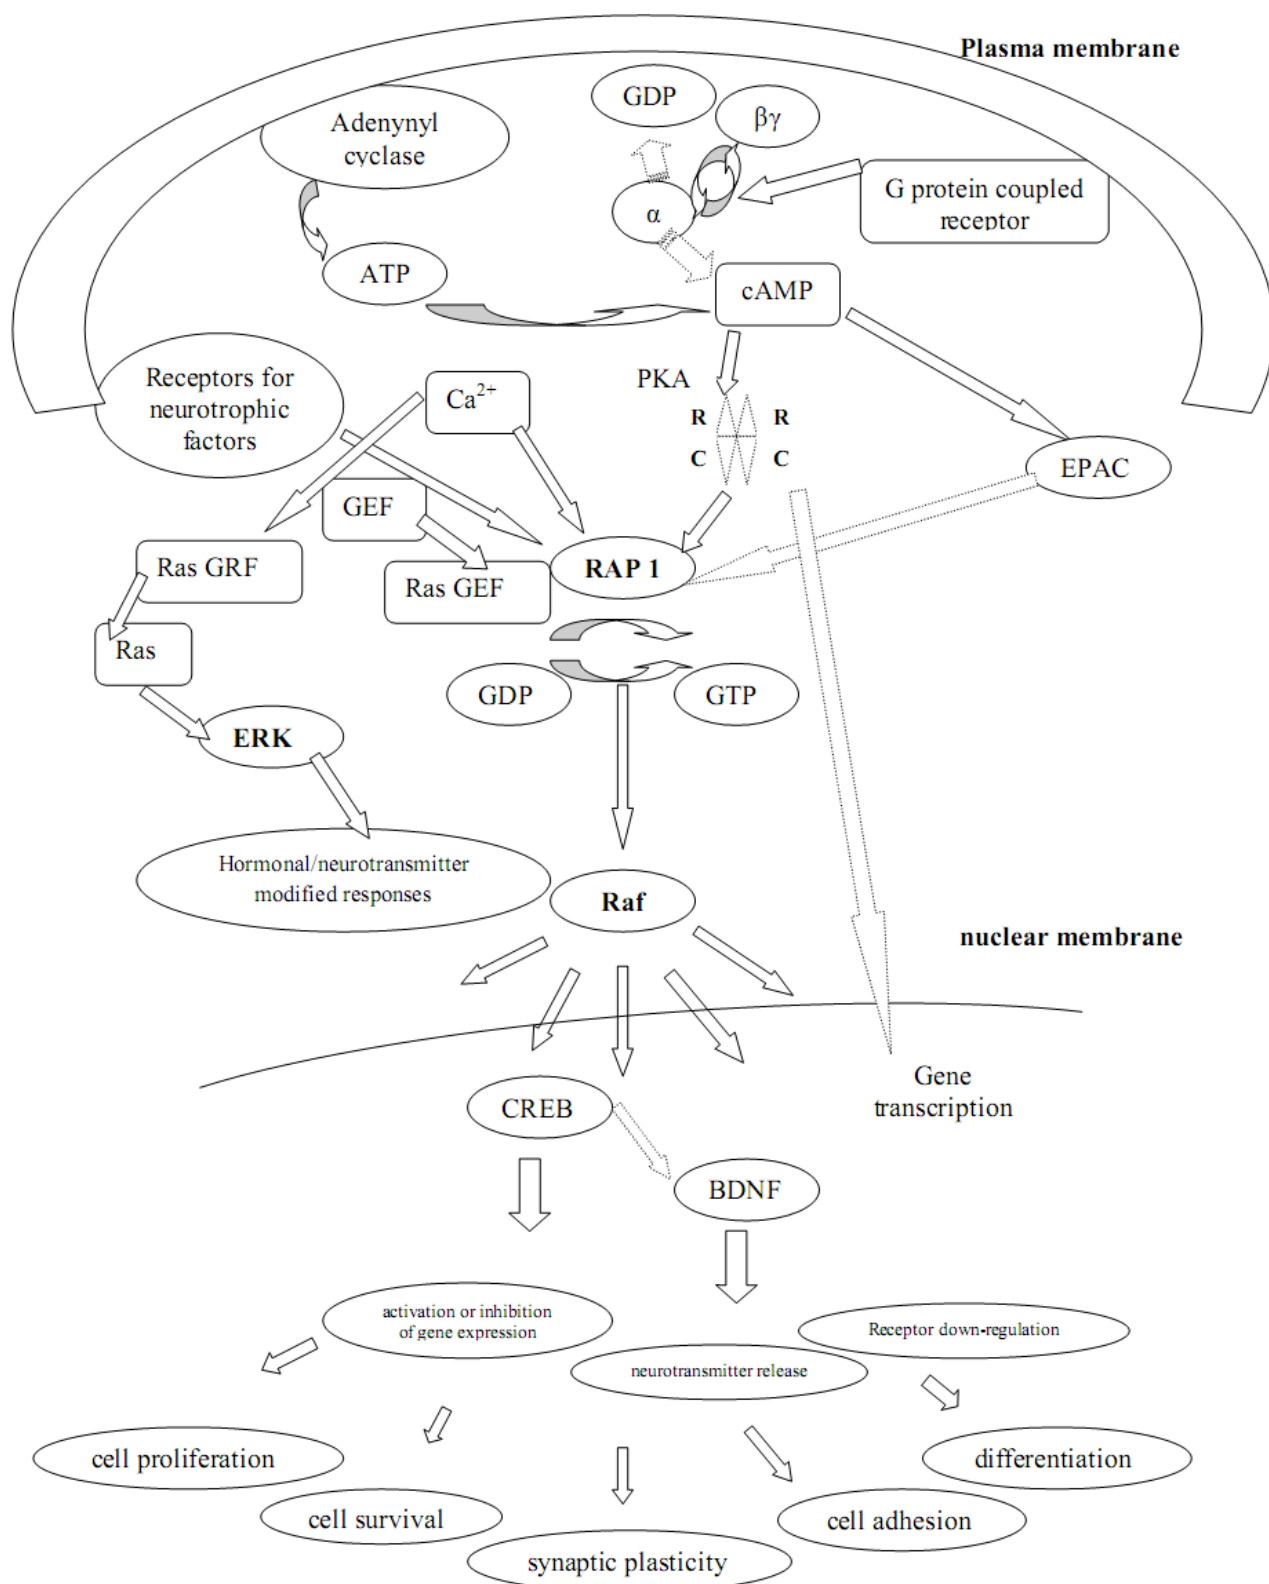 Plasma membrane
GDP
βγ
Adenynyl
cyclase
G protein coupled
receptor
α
ATP
cAMP
Receptors for
neurotrophic
factors
Ca²⁺
PKA
R R
C C
EPAC
GEF
Ras GRF
RAP 1
Ras GEF
Ras
GDP
GTP
ERK
Hormonal/neurotransmitter
modified responses
Raf
nuclear membrane
Gene
transcription
CREB
BDNF
activation or inhibition
of gene expression
Receptor down-regulation
neurotransmitter release
cell proliferation
differentiation
cell survival
cell adhesion
synaptic plasticity